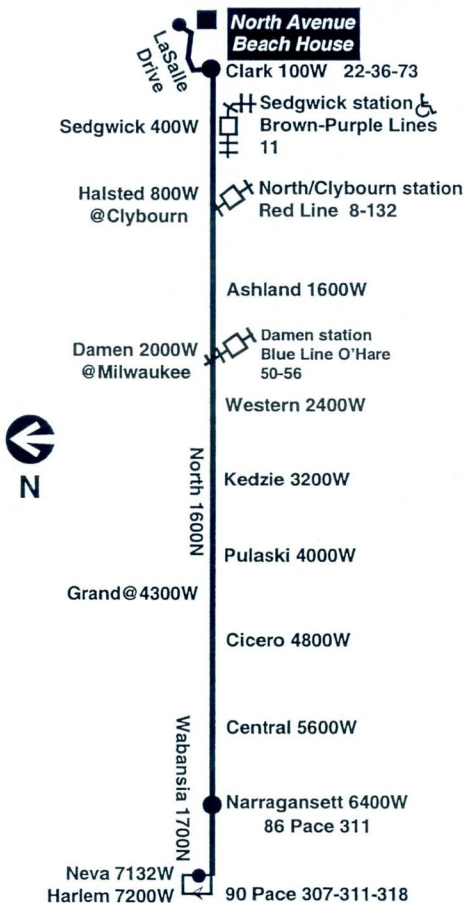 North Avenue
Beach House
LaSalle
Drive
Clark 100W 22-36-73
Sedgwick 400W
Sedgwick station
Brown-Purple Lines
11
Halsted 800W
@Clybourn
North/Clybourn station
Red Line 8-132
Ashland 1600W
Damen 2000W
@Milwaukee
Damen station
Blue Line O'Hare
50-56
Western 2400W
N
North 1600N
Kedzie 3200W
Pulaski 4000W
Grand@4300W
Cicero 4800W
Central 5600W
Wabansia 1700N
Narragansett 6400W
86 Pace 311
Neva 7132W
Harlem 7200W
90 Pace 307-311-318